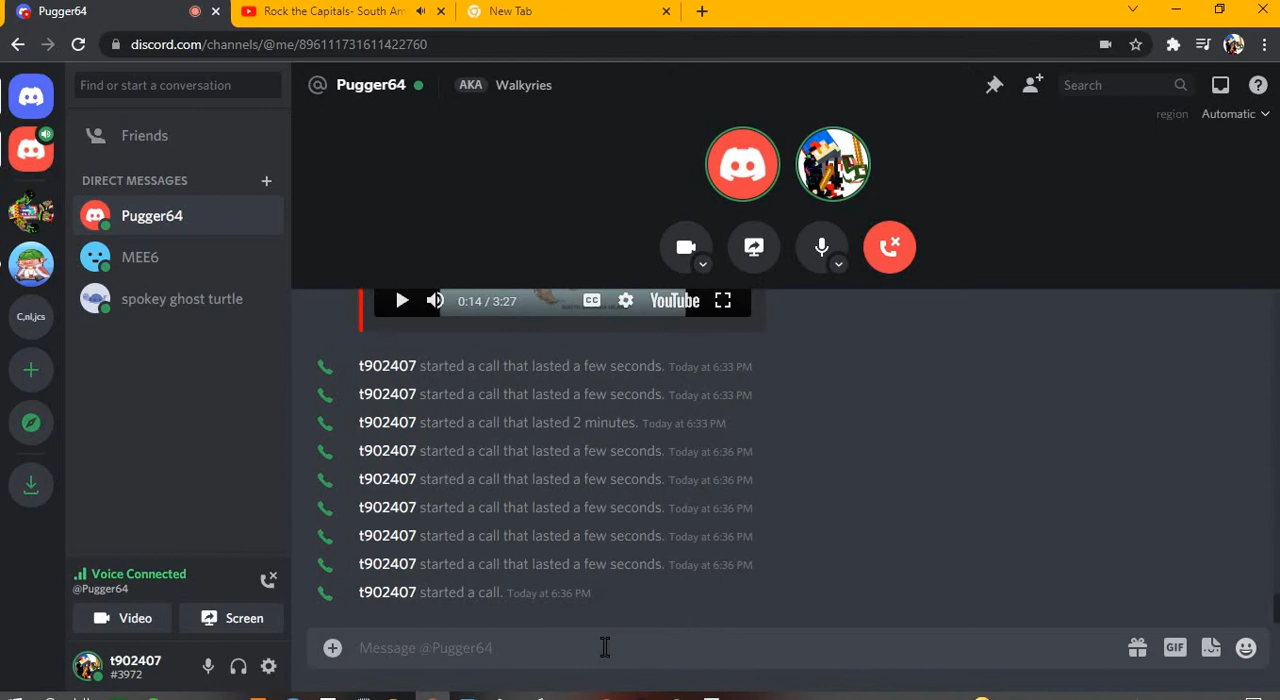 Pugger64
Rock the Capitals- South Am
New Tab
discord.com/channels/@me/896111731611422760
Find or start a conversation
Pugger64
AKA Walkyries
Search
region Automatic
Friends
DIRECT MESSAGES
Pugger64
MEE6
spokey ghost turtle
C,nl,jcs
0:14 / 3:27
CC
YouTube
t902407 started a call that lasted a few seconds. Today at 6:33 PM
t902407 started a call that lasted a few seconds. Today at 6:33 PM
t902407 started a call that lasted 2 minutes. Today at 6:33 PM
t902407 started a call that lasted a few seconds. Today at 6:36 PM
t902407 started a call that lasted a few seconds. Today at 6:36 PM
t902407 started a call that lasted a few seconds. Today at 6:36 PM
t902407 started a call that lasted a few seconds. Today at 6:36 PM
t902407 started a call that lasted a few seconds. Today at 6:36 PM
t902407 started a call. Today at 6:36 PM
Voice Connected
@Pugger64
Video
Screen
t902407
#3972
Message @Pugger64
GIF